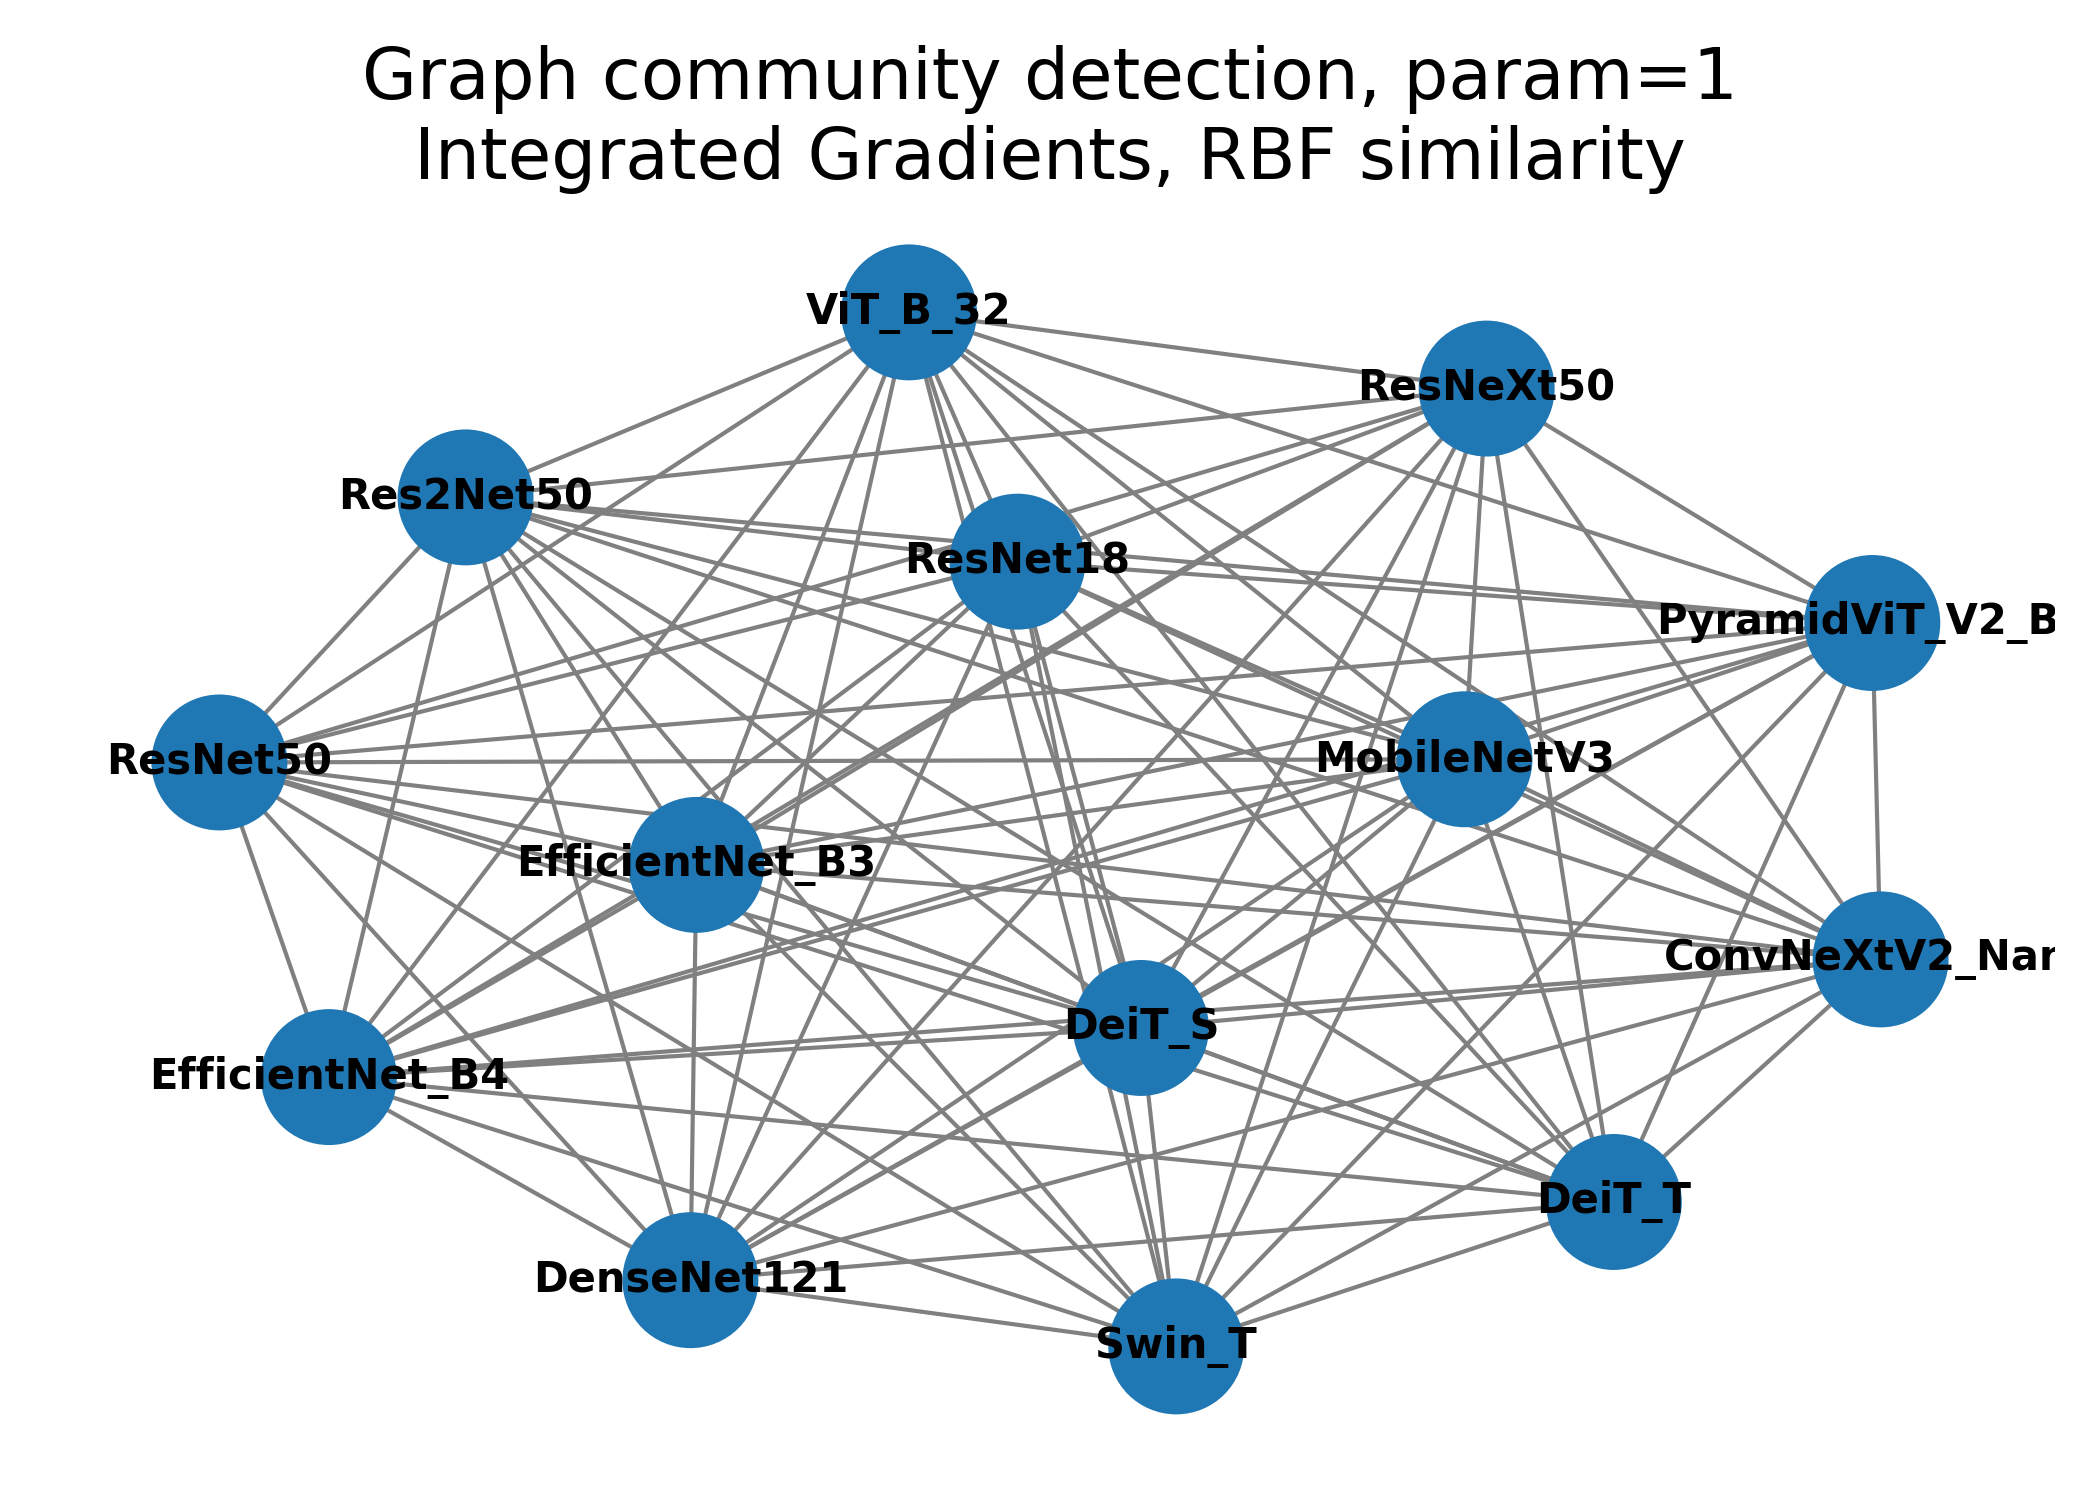 Graph community detection, param=1
Integrated Gradients, RBF similarity
ViT_B_32
ResNeXt50
Res2Net50
ResNet18
PyramidViT_V2_B
ResNet50
MobileNetV3
EfficientNet_B3
ConvNeXtV2_Nan
DeiT_S
EfficientNet_B4
DeiT_T
DenseNet121
Swin_T